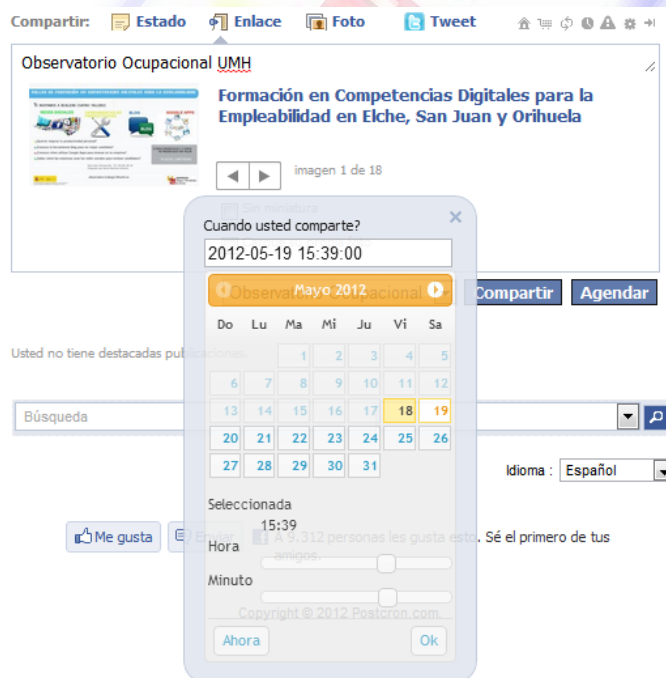 Compartir: Estado Enlace Foto Tweet
Observatorio Ocupacional UMH
Formación en Competencias Digitales para la
Empleabilidad en Elche, San Juan y Orihuela
imagen 1 de 18
Sin miniatura
Cuando usted comparte?
2012-05-19 15:39:00
Observatorio Ocupacional
Compartir Agendar
Mayo 2012
Do Lu Ma Mi Ju Vi Sa
1 2 3 4 5
6 7 8 9 10 11 12
13 14 15 16 17 18 19
20 21 22 23 24 25 26
27 28 29 30 31
Usted no tiene destacadas publicaciones.
Búsqueda
Idioma : Español
Seleccionada
15:39
Hora
Minuto
Me gusta Enviar A 9,312 personas les gusta esto. Sé el primero de tus
amigos.
Copyright © 2012 Postcron.com.
Ahora Ok